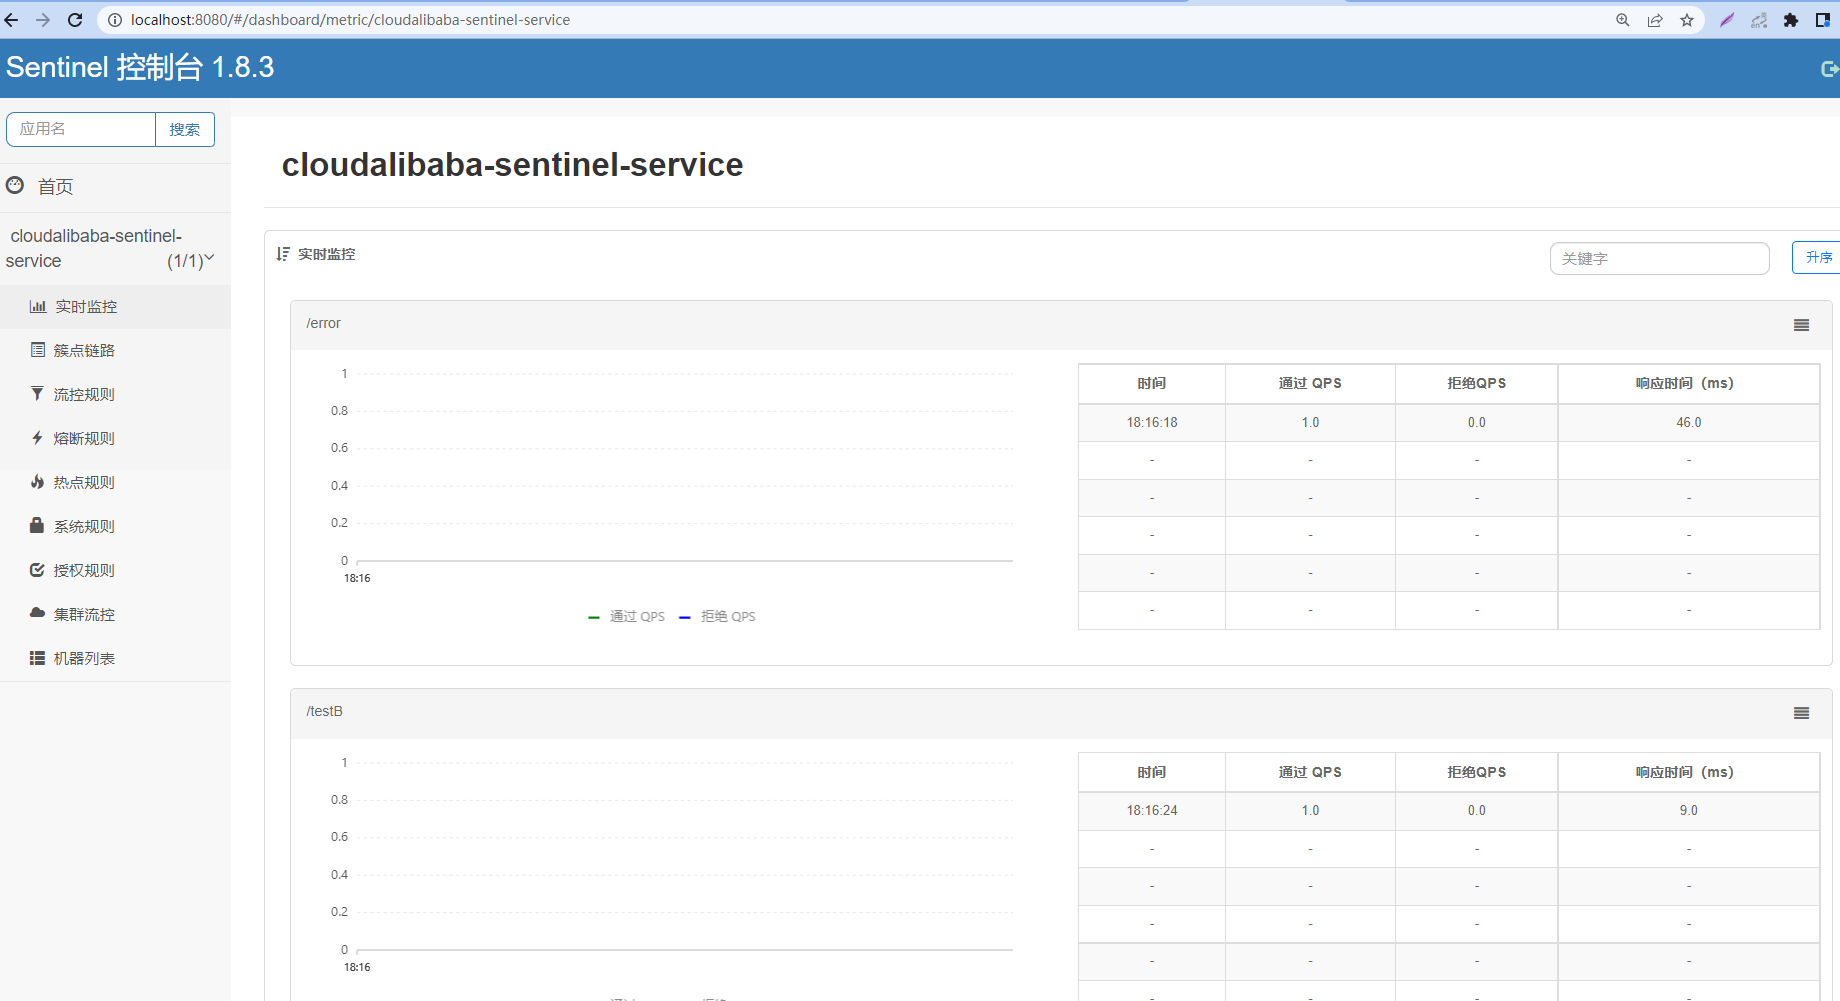 localhost:8080/#/dashboard/metric/cloudalibaba-sentinel-service
Sentinel 控制台 1.8.3
应用名 搜索
首页
cloudalibaba-sentinel-
service (1/1)
实时监控
簇点链路
流控规则
熔断规则
热点规则
系统规则
授权规则
集群流控
机器列表
cloudalibaba-sentinel-service
实时监控 关键字 升序
/error
1
0.8
0.6
0.4
0.2
0
18:16
通过 QPS 拒绝 QPS
时间 通过 QPS 拒绝QPS 响应时间（ms）
18:16:18 1.0 0.0 46.0
- - - -
- - - -
- - - -
- - - -
- - - -
/testB
1
0.8
0.6
0.4
0.2
0
18:16
时间 通过 QPS 拒绝QPS 响应时间（ms）
18:16:24 1.0 0.0 9.0
- - - -
- - - -
- - - -
- - - -
- - - -